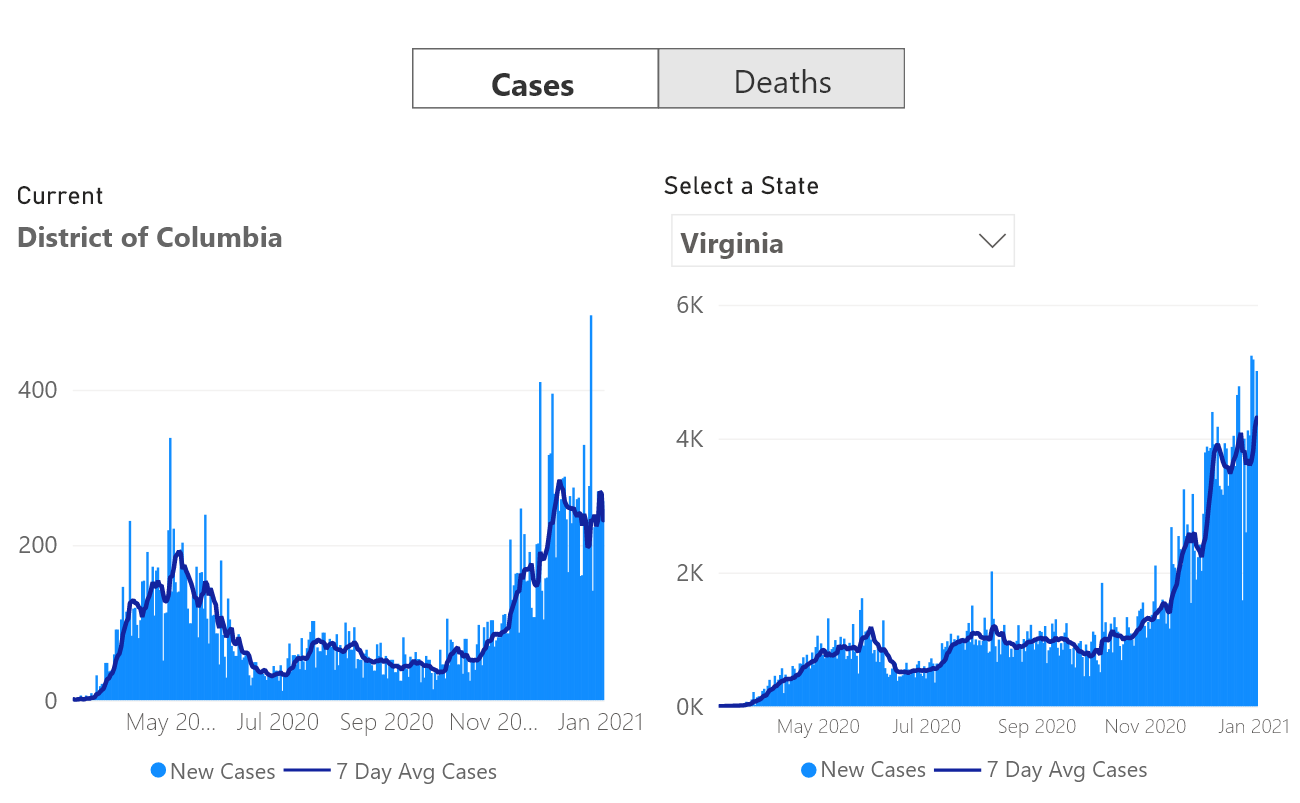 Cases Deaths
Current
District of Columbia
400
200
0
May 20... Jul 2020 Sep 2020 Nov 20... Jan 2021
New Cases 7 Day Avg Cases
Select a State
Virginia
6K
4K
2K
0K
May 2020 Jul 2020 Sep 2020 Nov 2020 Jan 2021
New Cases 7 Day Avg Cases